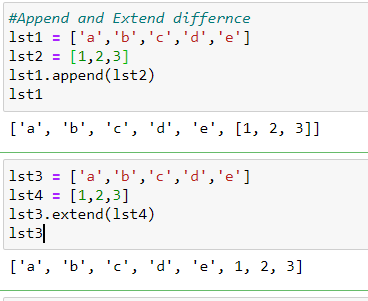 #Append and Extend differnce
lst1 = ['a','b','c','d','e']
lst2 = [1,2,3]
lst1.append(lst2)
lst1
['a', 'b', 'c', 'd', 'e', [1, 2, 3]]
lst3 = ['a','b','c','d','e']
lst4 = [1,2,3]
lst3.extend(lst4)
lst3
['a', 'b', 'c', 'd', 'e', 1, 2, 3]